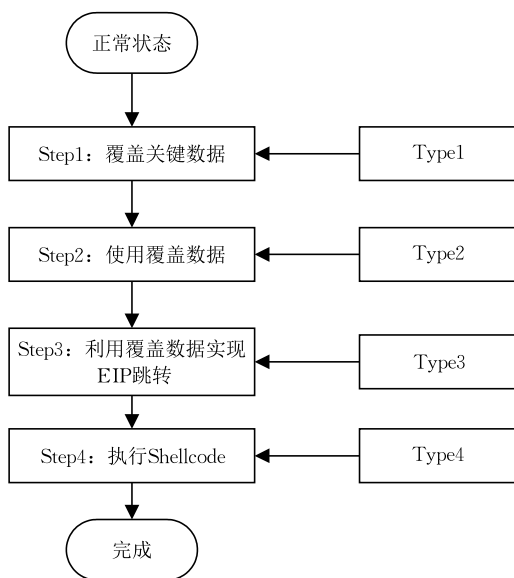 正常状态
Step1：覆盖关键数据
Type1
Step2：使用覆盖数据
Type2
Step3：利用覆盖数据实现
EIP跳转
Type3
Step4：执行Shellcode
Type4
完成